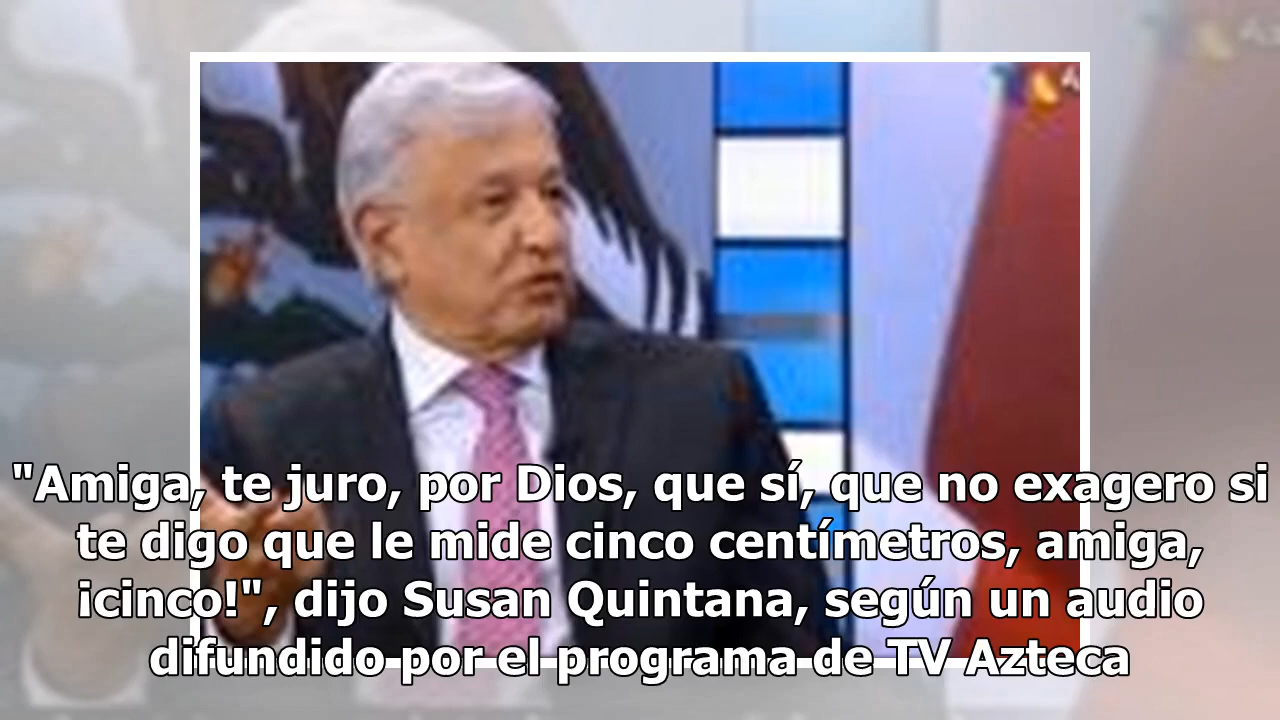 "Amiga, te juro, por Dios, que sí, que no exagero si
te digo que le mide cinco centímetros, amiga,
¡cinco!", dijo Susan Quintana, según un audio
difundido por el programa de TV Azteca